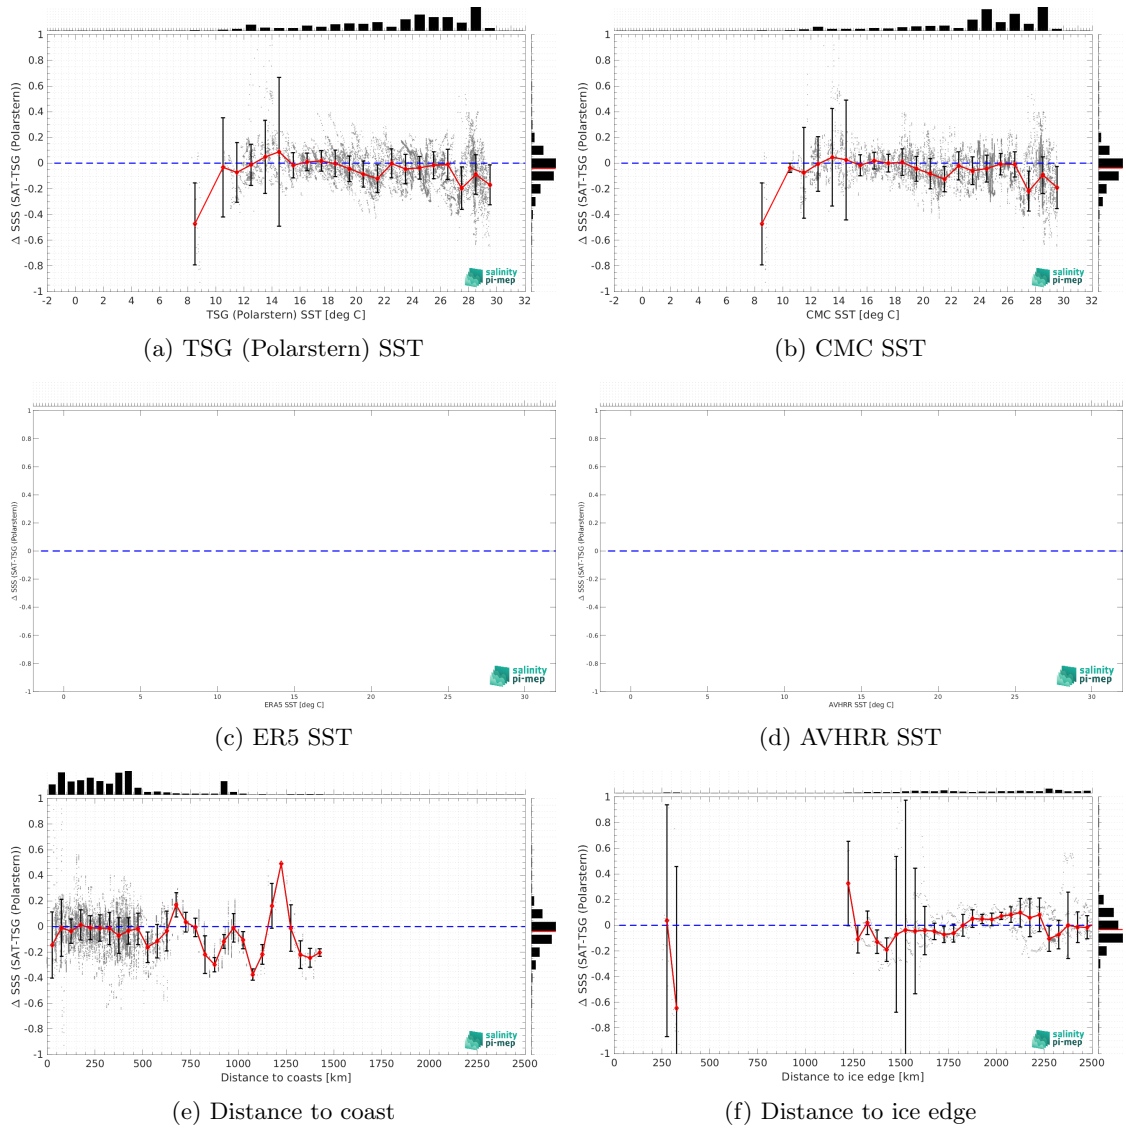 1
0.8
0.6
0.4
0.2
0
-0.2
-0.4
-0.6
-0.8
-1
Δ SSS (SAT-TSG (Polarstern))
salinity
pi-mep
-2 0 2 4 6 8 10 12 14 16 18 20 22 24 26 28 30 32
TSG (Polarstern) SST [deg C]
(a) TSG (Polarstern) SST
1
0.8
0.6
0.4
0.2
0
-0.2
-0.4
-0.6
-0.8
-1
Δ SSS (SAT-TSG (Polarstern))
salinity
pi-mep
-2 0 2 4 6 8 10 12 14 16 18 20 22 24 26 28 30 32
CMC SST [deg C]
(b) CMC SST
1
0.8
0.6
0.4
0.2
0
-0.2
-0.4
-0.6
-0.8
-1
Δ SSS (SAT-TSG (Polarstern))
salinity
pi-mep
0 5 10 15 20 25 30
ERA5 SST [deg C]
(c) ER5 SST
1
0.8
0.6
0.4
0.2
0
-0.2
-0.4
-0.6
-0.8
-1
Δ SSS (SAT-TSG (Polarstern))
salinity
pi-mep
0 5 10 15 20 25 30
AVHRR SST [deg C]
(d) AVHRR SST
1
0.8
0.6
0.4
0.2
0
-0.2
-0.4
-0.6
-0.8
-1
Δ SSS (SAT-TSG (Polarstern))
salinity
pi-mep
0 250 500 750 1000 1250 1500 1750 2000 2250 2500
Distance to coasts [km]
(e) Distance to coast
1
0.8
0.6
0.4
0.2
0
-0.2
-0.4
-0.6
-0.8
-1
Δ SSS (SAT-TSG (Polarstern))
salinity
pi-mep
0 250 500 750 1000 1250 1500 1750 2000 2250 2500
Distance to ice edge [km]
(f) Distance to ice edge